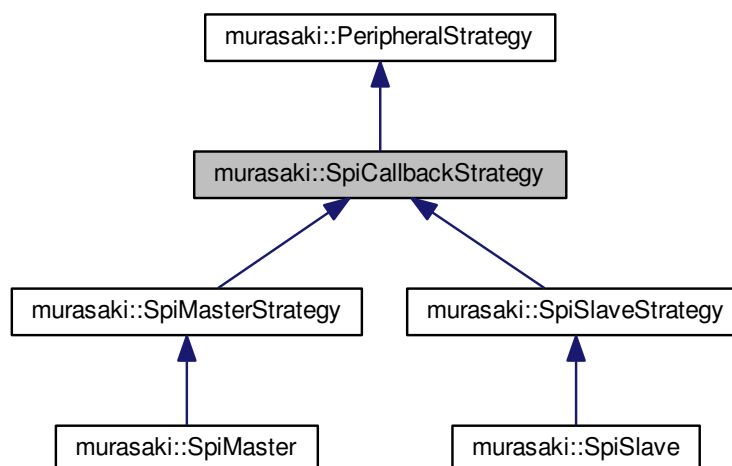 murasaki::PeripheralStrategy
murasaki::SpiCallbackStrategy
murasaki::SpiMasterStrategy
murasaki::SpiSlaveStrategy
murasaki::SpiMaster
murasaki::SpiSlave